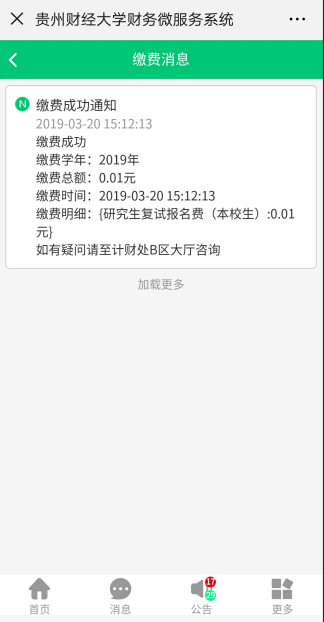 贵州财经大学财务微服务系统
缴费消息
N 缴费成功通知
2019-03-20 15:12:13
缴费成功
缴费学年：2019年
缴费总额：0.01元
缴费时间：2019-03-20 15:12:13
缴费明细：{研究生复试报名费（本校生）:0.01
元}
如有疑问请至计财处B区大厅咨询
加载更多
17
29
首页 消息 公告 更多